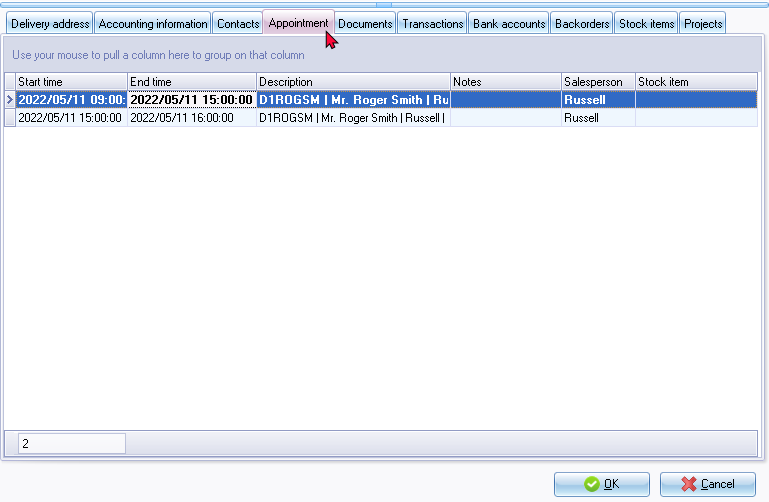 Delivery address Accounting information Contacts Appointment Documents Transactions Bank accounts Backorders Stock items Projects
Use your mouse to pull a column here to group on that column
Start time End time Description Notes Salesperson Stock item
2022/05/11 09:00: 2022/05/11 15:00:00 D1ROGSM | Mr. Roger Smith | Ru Russell
2022/05/11 15:00:00 2022/05/11 16:00:00 D1ROGSM | Mr. Roger Smith | Russell | Russell
2
OK Cancel